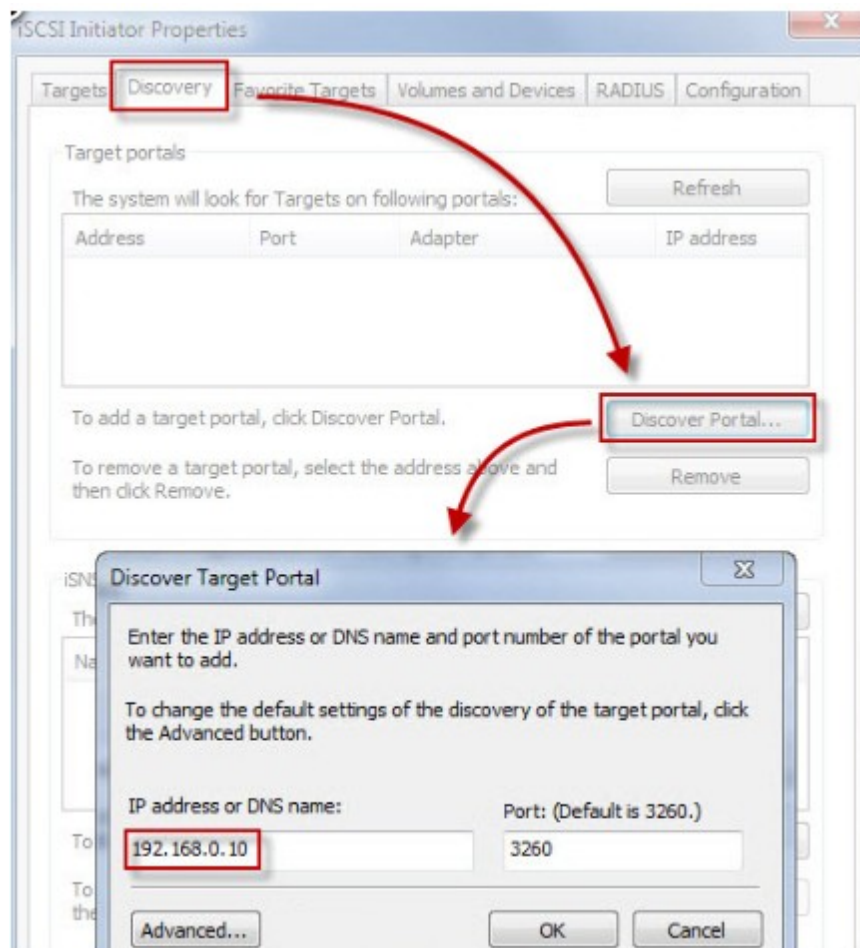 iSCSI Initiator Properties
Targets Discovery Favorite Targets Volumes and Devices RADIUS Configuration
Target portals
The system will look for Targets on following portals:
Refresh
Address Port Adapter IP address
To add a target portal, click Discover Portal.
Discover Portal...
To remove a target portal, select the address above and
then click Remove.
Remove
Discover Target Portal
Enter the IP address or DNS name and port number of the portal you
want to add.
To change the default settings of the discovery of the target portal, click
the Advanced button.
IP address or DNS name:
Port: (Default is 3260.)
192.168.0.10
3260
To
To
the
Advanced...
OK
Cancel